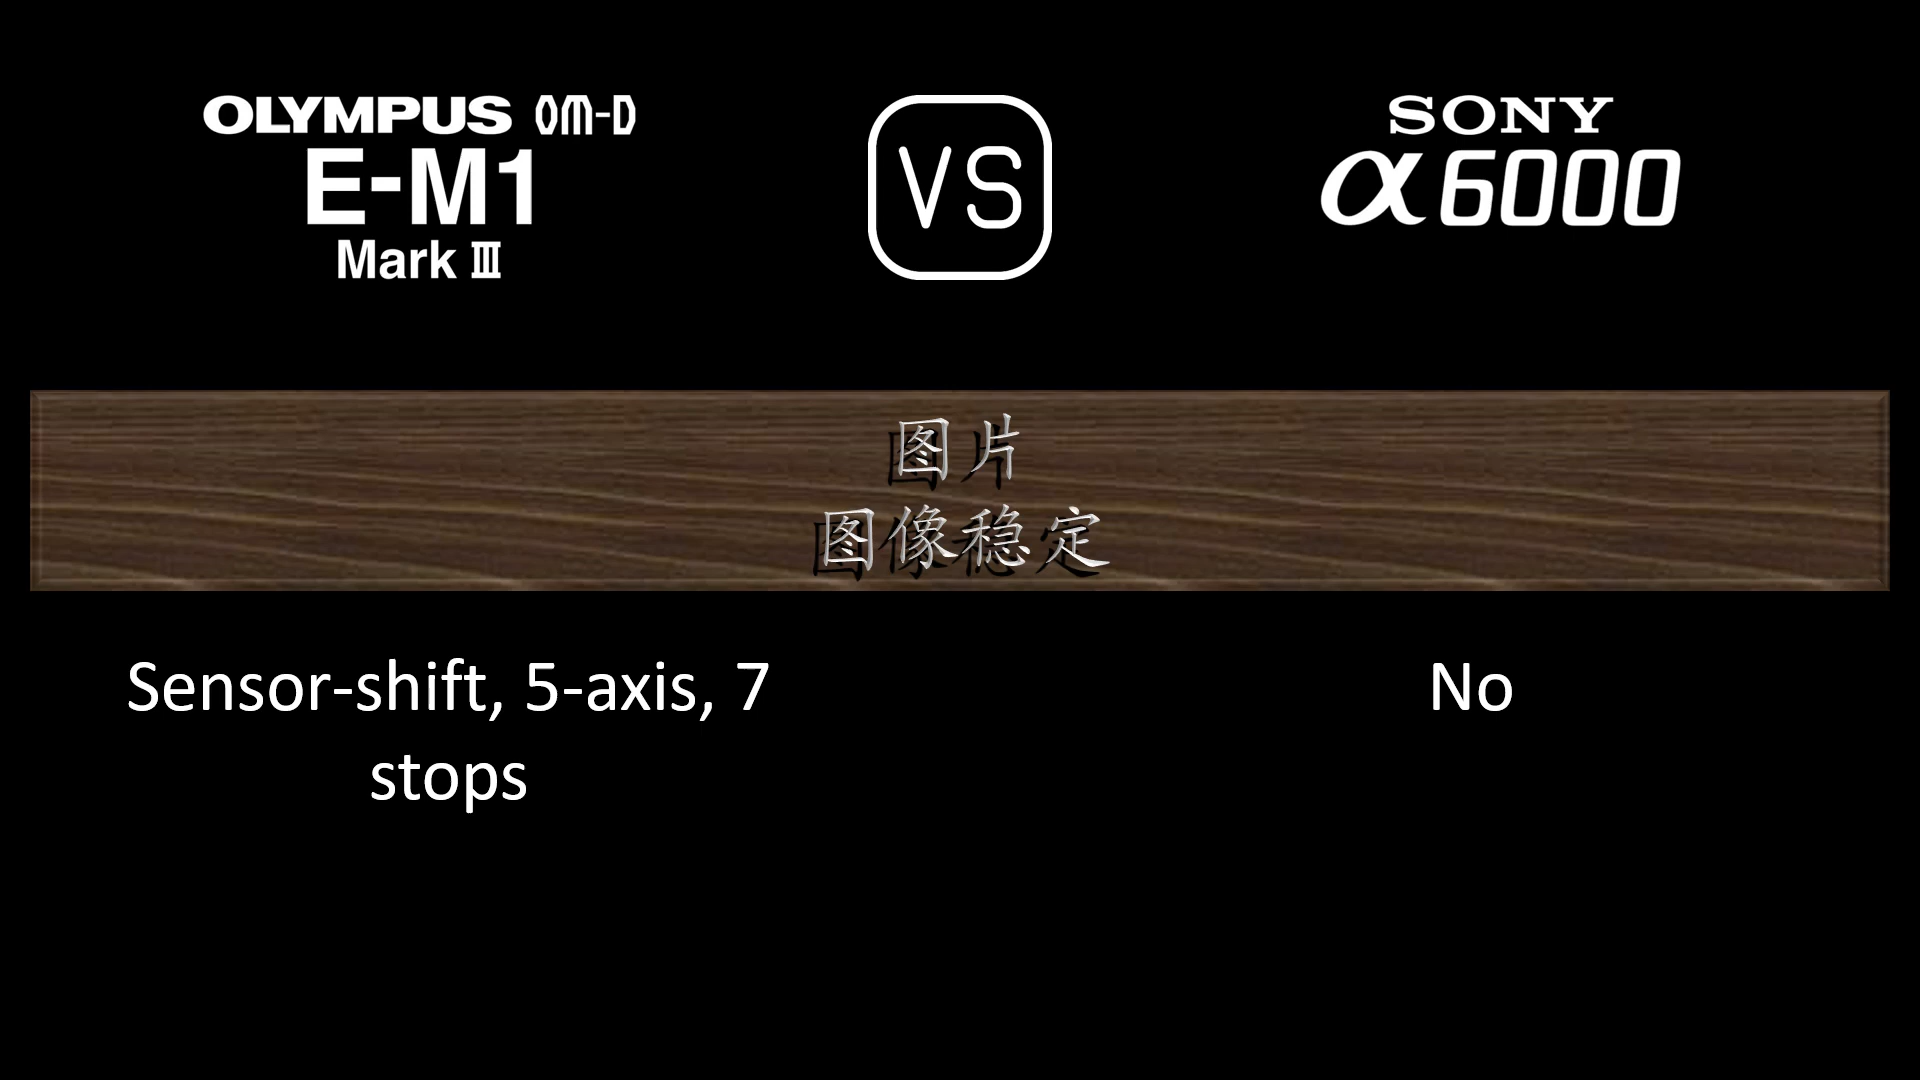 OLYMPUS OM-D
E-M1
Mark III
VS
SONY
α6000
图片
图像稳定
Sensor-shift, 5-axis, 7
stops
No